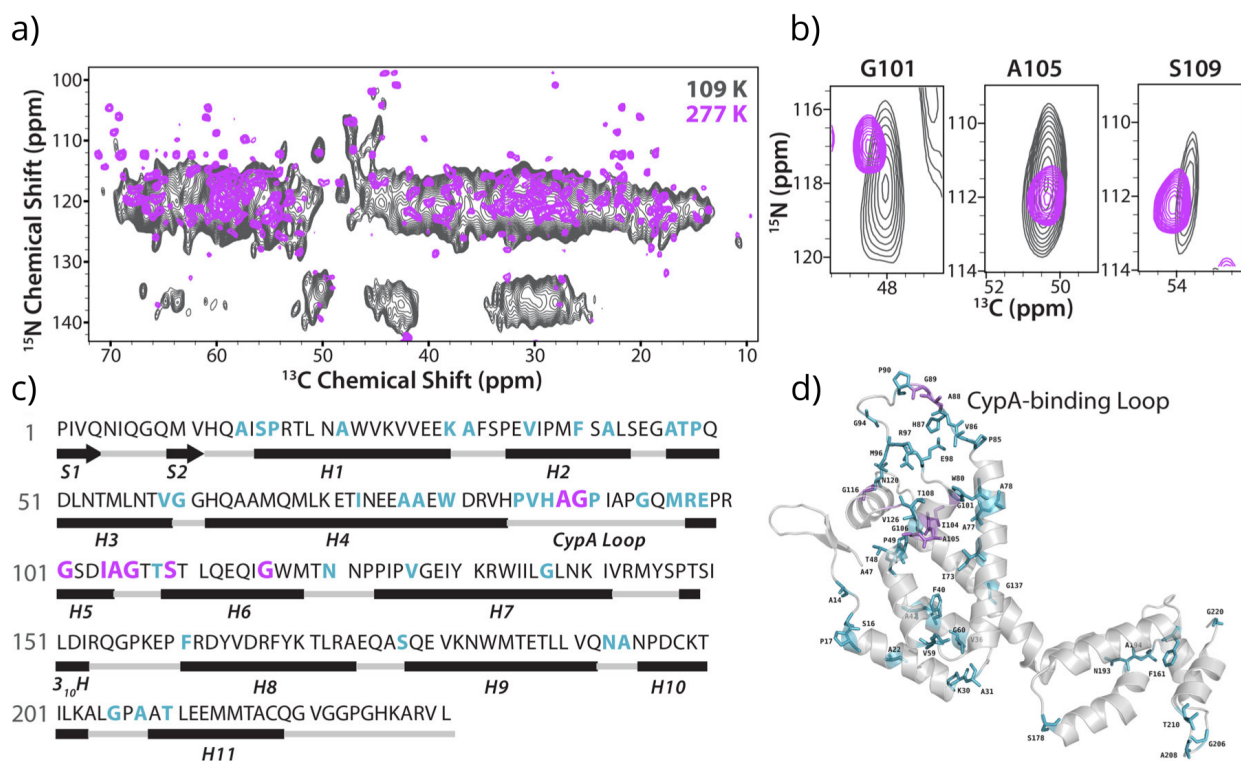 a)
b)
100
110
120
130
140
15N Chemical Shift (ppm)
109 K
277 K
70 60 50 40 30 20 10
13C Chemical Shift (ppm)
G101 A105 S109
116
118
120
110
112
114
110
112
114
15N (ppm)
48
52 50
54
13C (ppm)
c)
1 PIVQNIQGQM VHQAISPRTL NAWVKVVEEK AFSPEVIPMF SALSEGATPQ
S1 S2 H1 H2
51 DLNTMLNTVG GHQAAMQMLK ETINEEAAEW DRVHPVHAGP IAPGQMREPR
H3 H4 CypA Loop
101 GSDIAGTTST LQEQIGWMTN NPPIPVGEIY KRWIILGLNK IVRMYSPTSI
H5 H6 H7
151 LDIRQGPKEP FRDYVDRFYK TLRAEQASQE VKNWMTETLL VQNANPDCKT
310H H8 H9 H10
201 ILKALGPAAT LEEMMTACQG VGGPGHKARV L
H11
d)
CypA-binding Loop
P90
G89
A88
H87
V86
G94
R97
P85
M96
E98
N120
W80
A78
G116
G101
T108
V126
I104
A77
G106
A105
P49
T48
I73
A47
G137
A14
F40
A42
S16
G60
P17
V36
V59
A22
K30
A31
G220
A194
N193
F161
S178
T210
G206
A208